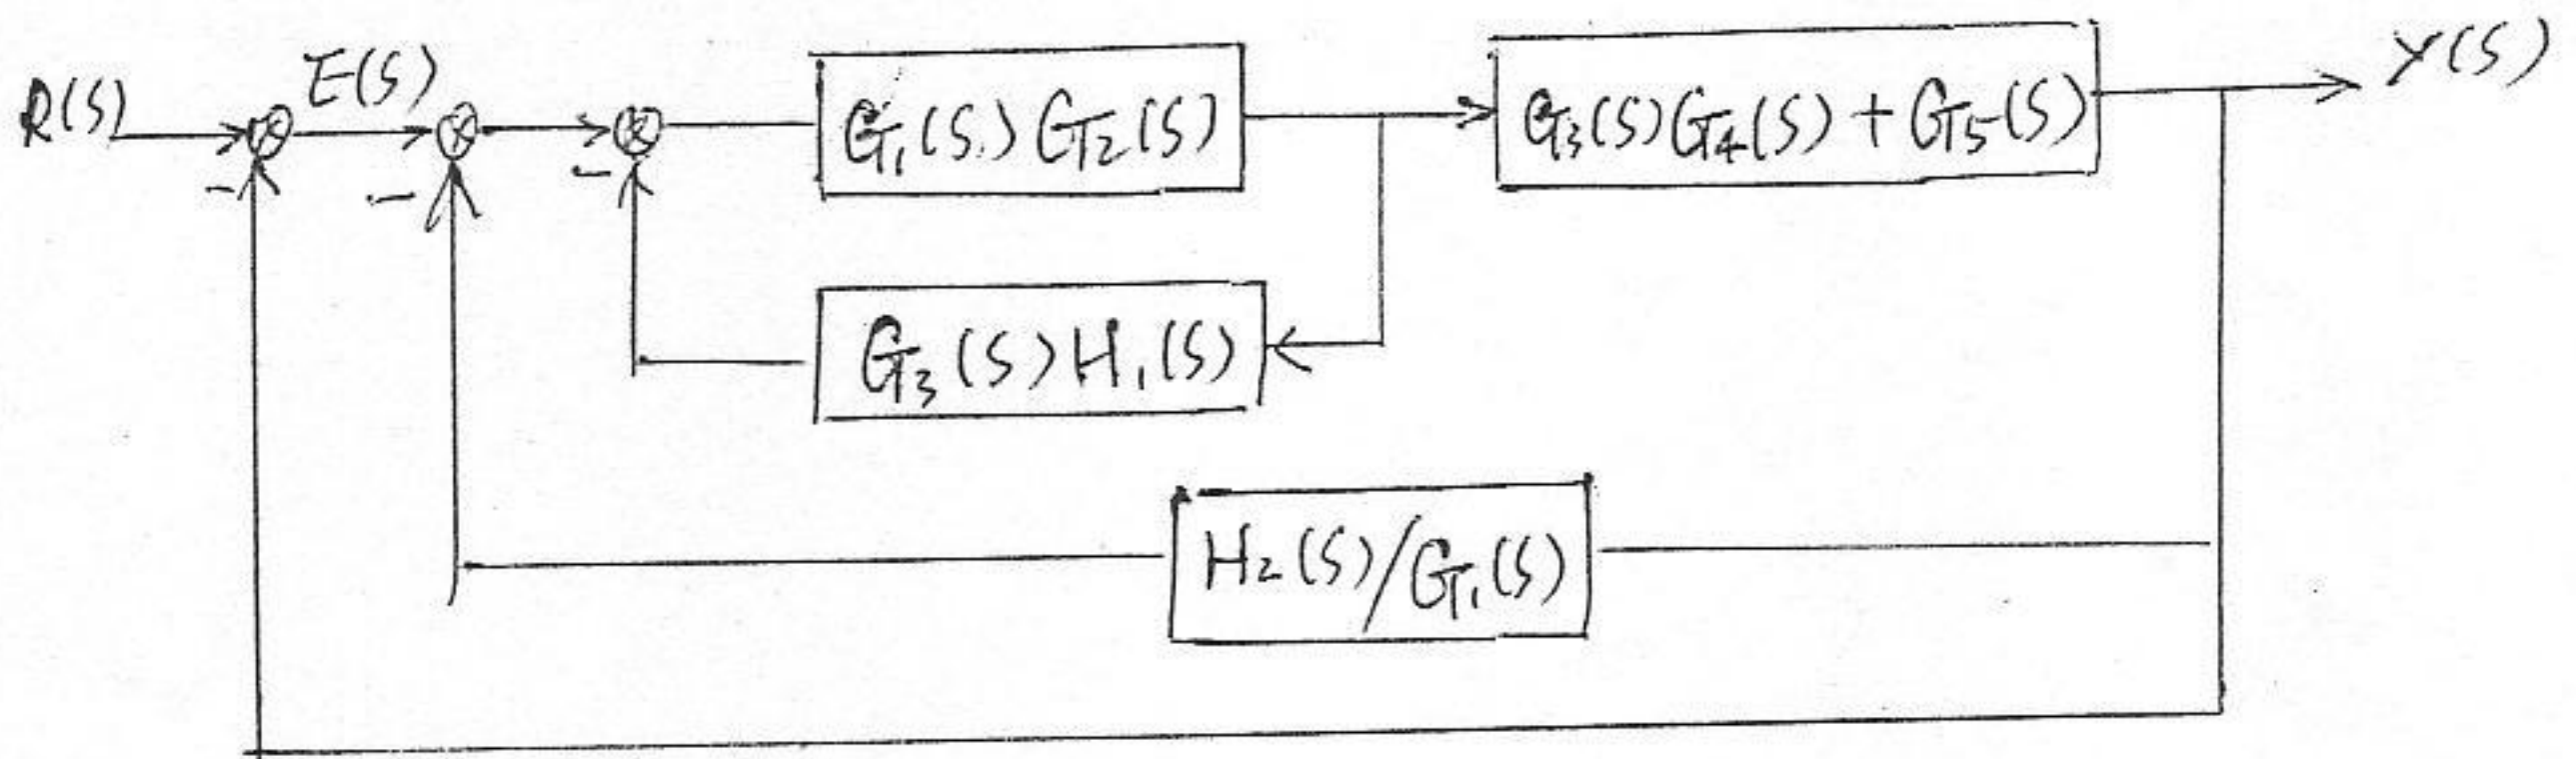 R(S)
E(S)
G1(S)G2(S)
G3(S)G4(S)+G5(S)
Y(S)
-
-
-
G3(S)H1(S)
H2(S)/G1(S)